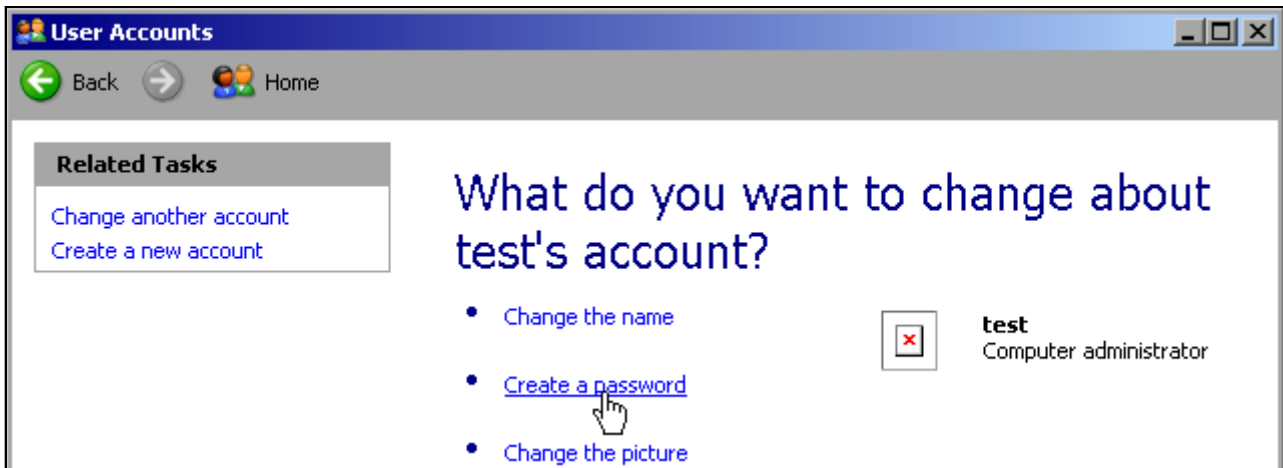 User Accounts
Back Home
Related Tasks
Change another account
Create a new account
What do you want to change about
test's account?
Change the name
Create a password
Change the picture
test
Computer administrator